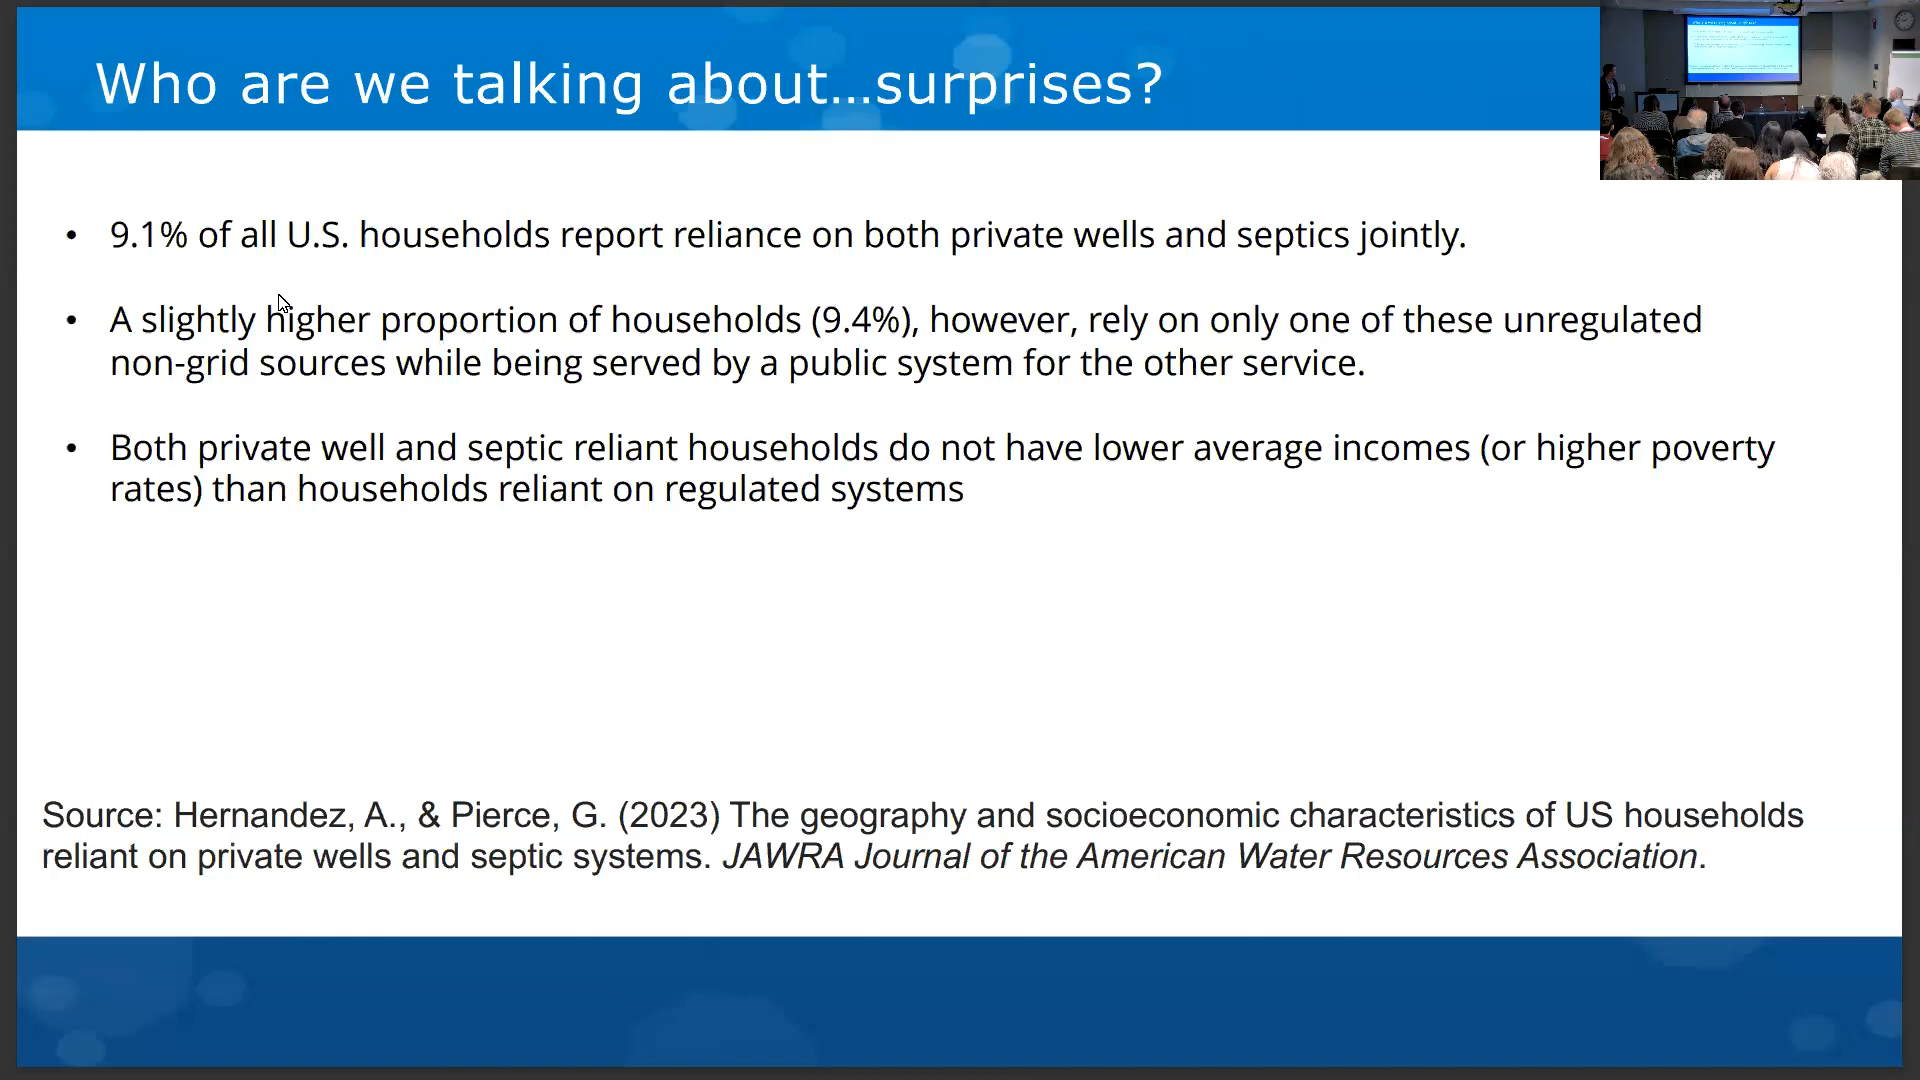 Who are we talking about...surprises?
• 9.1% of all U.S. households report reliance on both private wells and septics jointly.
• A slightly higher proportion of households (9.4%), however, rely on only one of these unregulated
non-grid sources while being served by a public system for the other service.
• Both private well and septic reliant households do not have lower average incomes (or higher poverty
rates) than households reliant on regulated systems
Source: Hernandez, A., & Pierce, G. (2023) The geography and socioeconomic characteristics of US households
reliant on private wells and septic systems. JAWRA Journal of the American Water Resources Association.